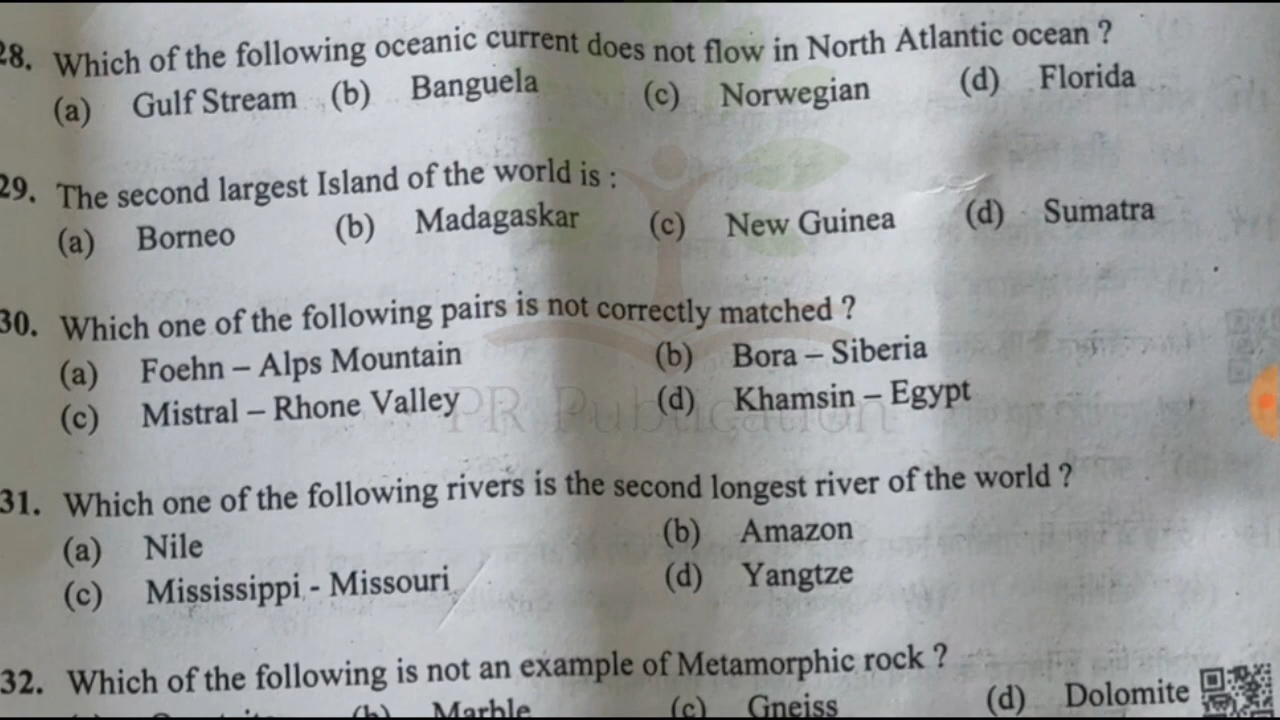 28. Which of the following oceanic current does not flow in North Atlantic ocean ?
(a) Gulf Stream (b) Banguela (c) Norwegian (d) Florida
29. The second largest Island of the world is :
(a) Borneo (b) Madagaskar (c) New Guinea (d) Sumatra
30. Which one of the following pairs is not correctly matched ?
(a) Foehn – Alps Mountain (b) Bora – Siberia
(c) Mistral – Rhone Valley (d) Khamsin – Egypt
PR Publication
31. Which one of the following rivers is the second longest river of the world ?
(a) Nile (b) Amazon
(c) Mississippi - Missouri (d) Yangtze
32. Which of the following is not an example of Metamorphic rock ?
(b) Marble (c) Gneiss (d) Dolomite